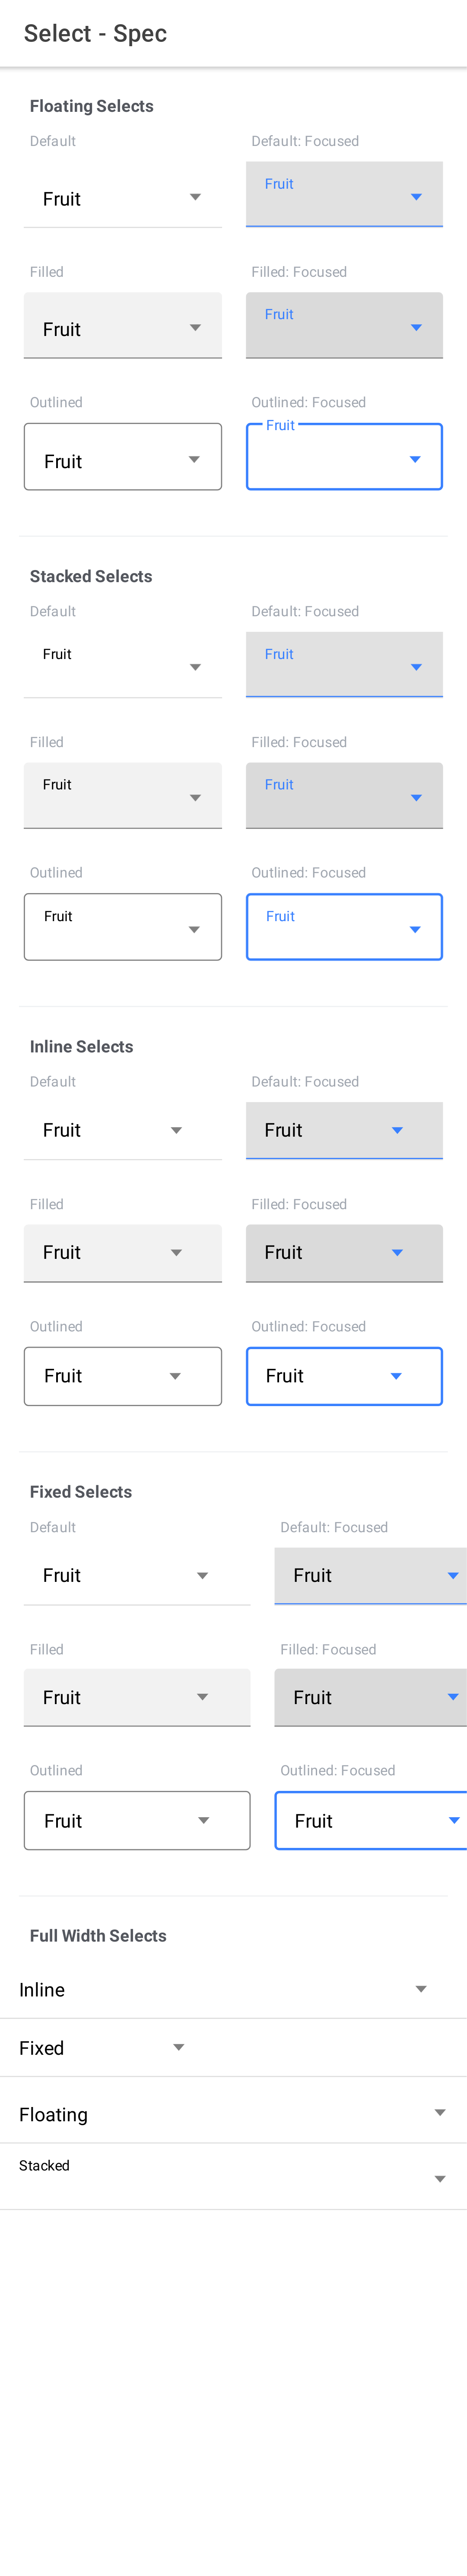 Select - Spec
Floating Selects
Default Default: Focused
Fruit Fruit
Filled Filled: Focused
Fruit Fruit
Outlined Outlined: Focused
Fruit Fruit
Stacked Selects
Default Default: Focused
Fruit Fruit
Filled Filled: Focused
Fruit Fruit
Outlined Outlined: Focused
Fruit Fruit
Inline Selects
Default Default: Focused
Fruit Fruit
Filled Filled: Focused
Fruit Fruit
Outlined Outlined: Focused
Fruit Fruit
Fixed Selects
Default Default: Focused
Fruit Fruit
Filled Filled: Focused
Fruit Fruit
Outlined Outlined: Focused
Fruit Fruit
Full Width Selects
Inline
Fixed
Floating
Stacked